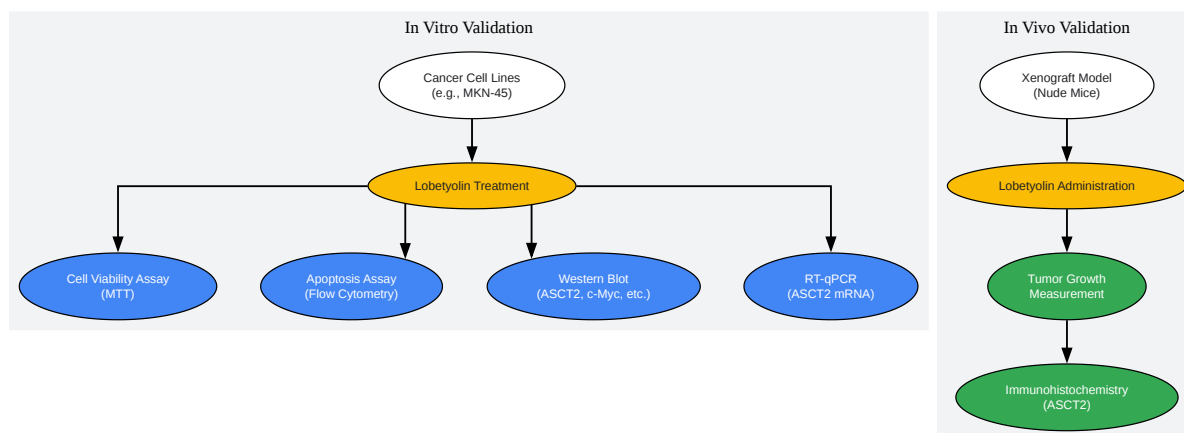 In Vitro Validation
Cancer Cell Lines
(e.g., MKN-45)
Lobetyolin Treatment
Cell Viability Assay
(MTT)
Apoptosis Assay
(Flow Cytometry)
Western Blot
(ASCT2, c-Myc, etc.)
RT-qPCR
(ASCT2 mRNA)
In Vivo Validation
Xenograft Model
(Nude Mice)
Lobetyolin Administration
Tumor Growth
Measurement
Immunohistochemistry
(ASCT2)